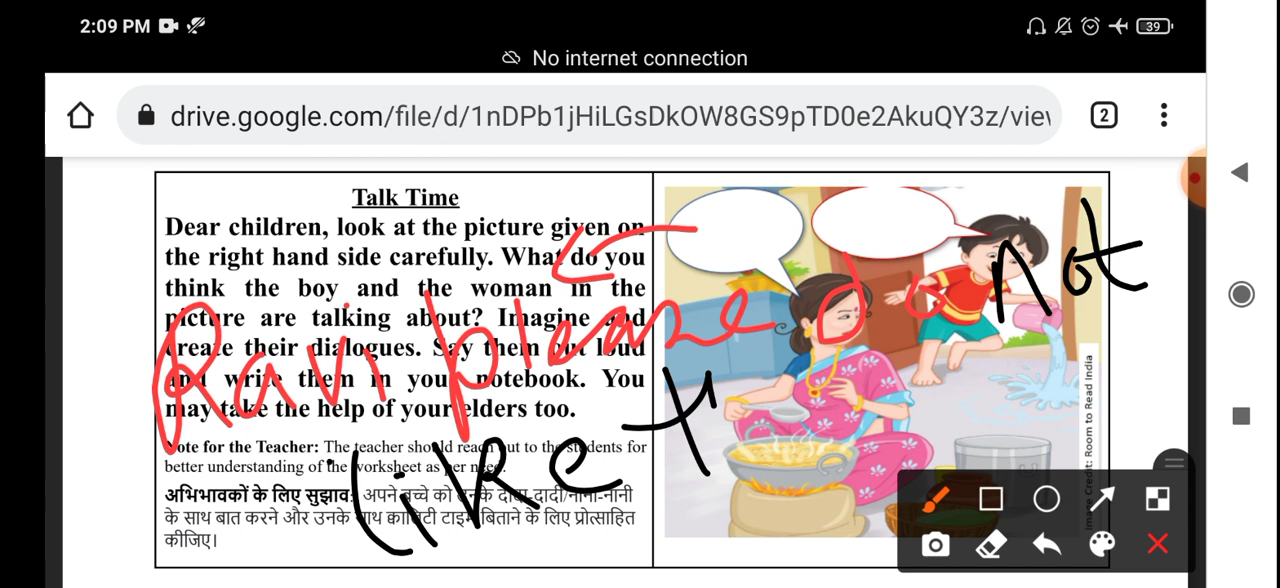 2:09 PM
39
No internet connection
drive.google.com/file/d/1nDPb1jHiLGsDkOW8GS9pTD0e2AkuQY3z/view
2
Talk Time
Dear children, look at the picture given on
the right hand side carefully. What do you
think the boy and the woman in the
picture are talking about? Imagine and
create their dialogues. Say them out loud
and write them in your notebook. You
may take the help of your elders too.
Note for the Teacher: The teacher should reach out to the students for
better understanding of the worksheet as per need.
अभिभावकों के लिए सुझाव: अपने बच्चे को उनके दादा-दादी/नाना-नानी
के साथ बात करने और उनके साथ क्वालिटी टाइम बिताने के लिए प्रोत्साहित
कीजिए।
Image Credit: Room to Read India
Ravi please do not
like